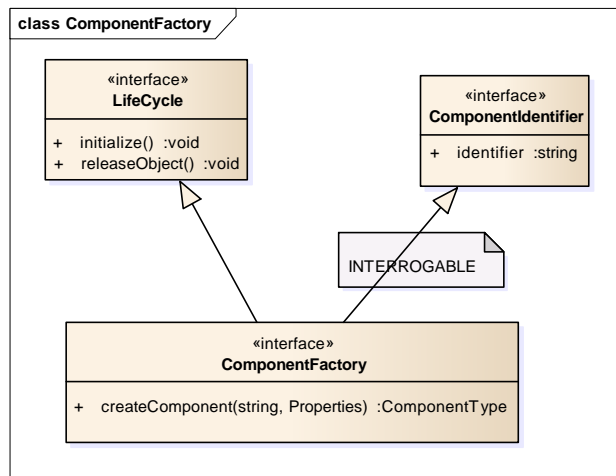 class ComponentFactory
«interface»
LifeCycle
+ initialize() :void
+ releaseObject() :void
«interface»
ComponentIdentifier
+ identifier :string
INTERROGABLE
«interface»
ComponentFactory
+ createComponent(string, Properties) :ComponentType